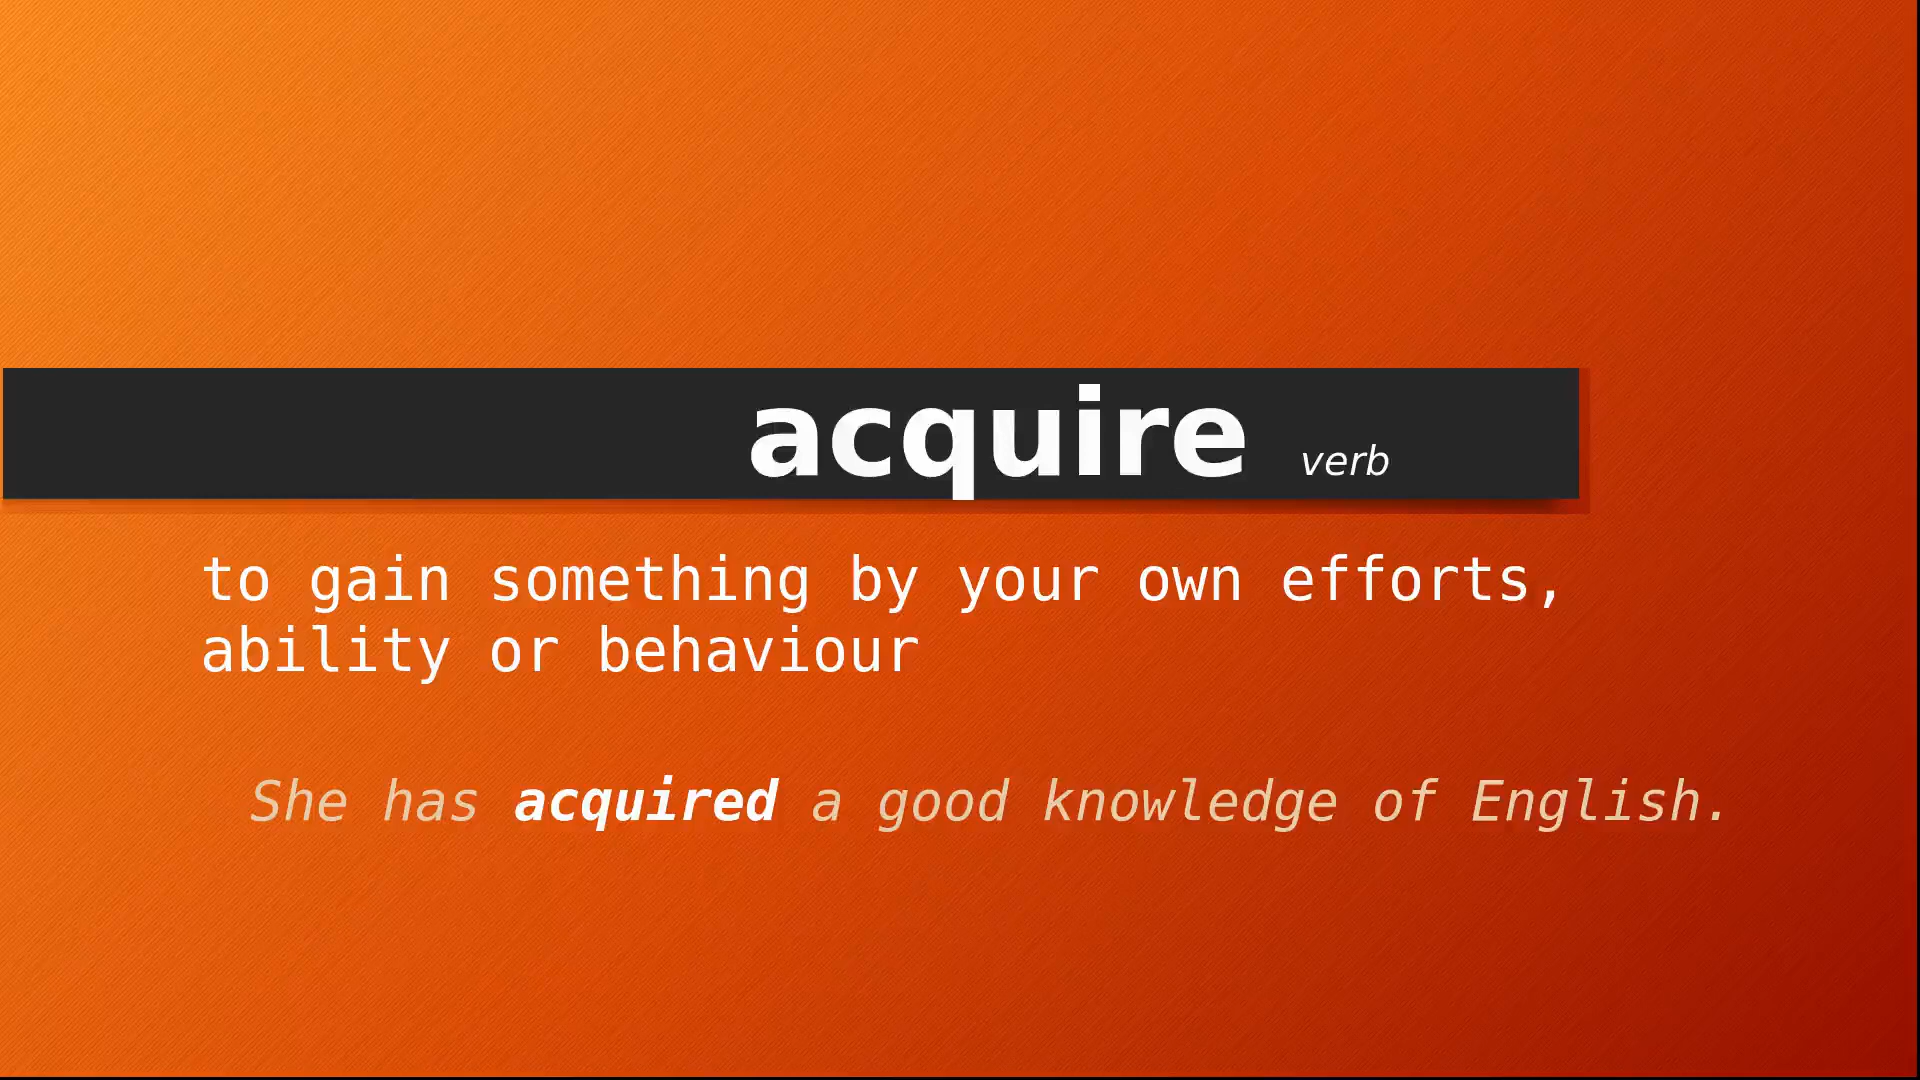 acquire verb
to gain something by your own efforts,
ability or behaviour
She has acquired a good knowledge of English.